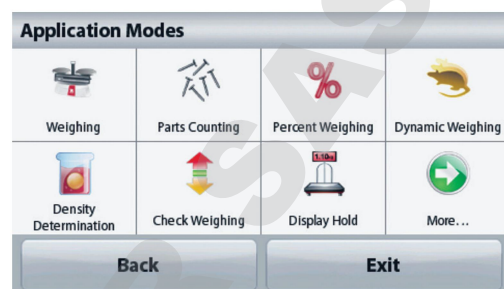 Application Modes
Weighing
Parts Counting
Percent Weighing
Dynamic Weighing
1.10kg
Density
Determination
Check Weighing
Display Hold
More...
Back
Exit